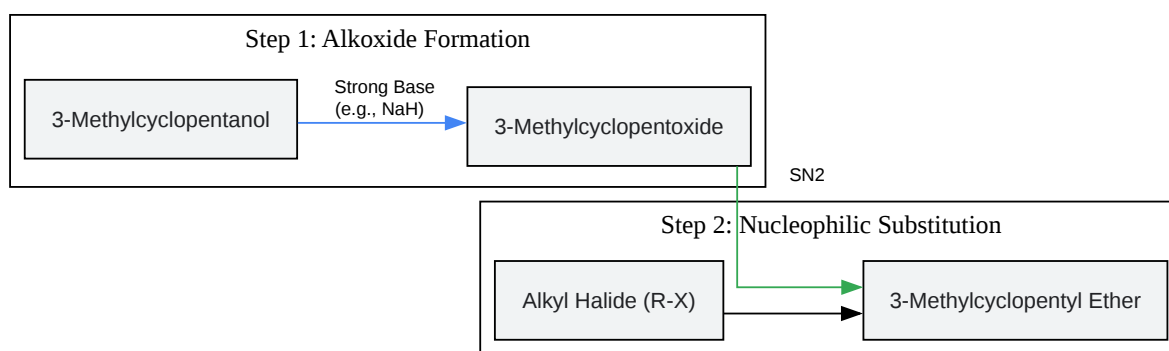 Step 1: Alkoxide Formation
3-Methylcyclopentanol
Strong Base
(e.g., NaH)
3-Methylcyclopentoxide
SN2
Step 2: Nucleophilic Substitution
Alkyl Halide (R-X)
3-Methylcyclopentyl Ether